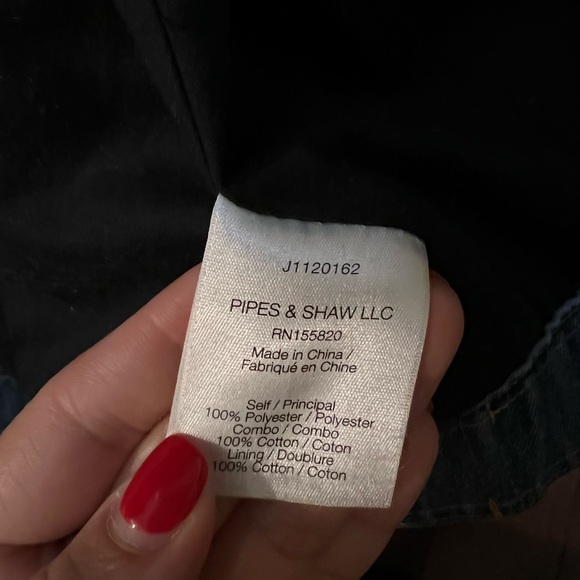 J1120162
PIPES & SHAW LLC
RN155820
Made in China /
Fabriqué en Chine
Self / Principal
100% Polyester / Polyester
Combo / Combo
100% Cotton / Coton
Lining / Doublure
100% Cotton / Coton